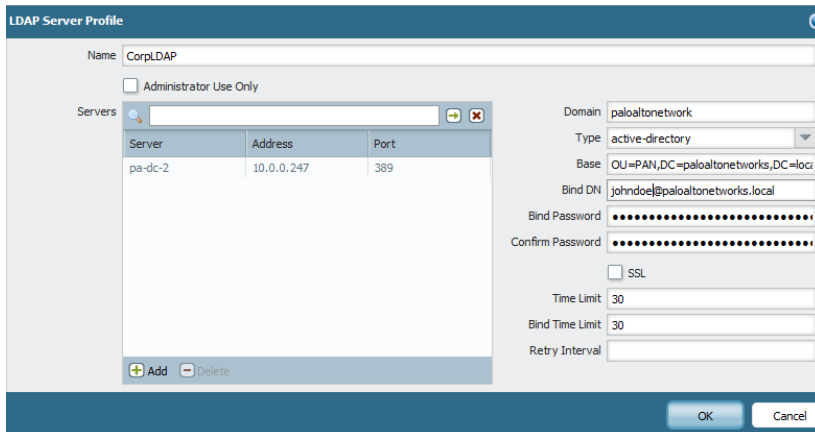 LDAP Server Profile
Name CorpLDAP
Administrator Use Only
Servers
Server Address Port
pa-dc-2 10.0.0.247 389
Add Delete
Domain paloaltonetwork
Type active-directory
Base OU=PAN,DC=paloaltonetworks,DC=loca
Bind DN johndoe@paloaltonetworks.local
Bind Password ••••••••••••••••••••••••••••
Confirm Password ••••••••••••••••••••••••••••
SSL
Time Limit 30
Bind Time Limit 30
Retry Interval
OK Cancel